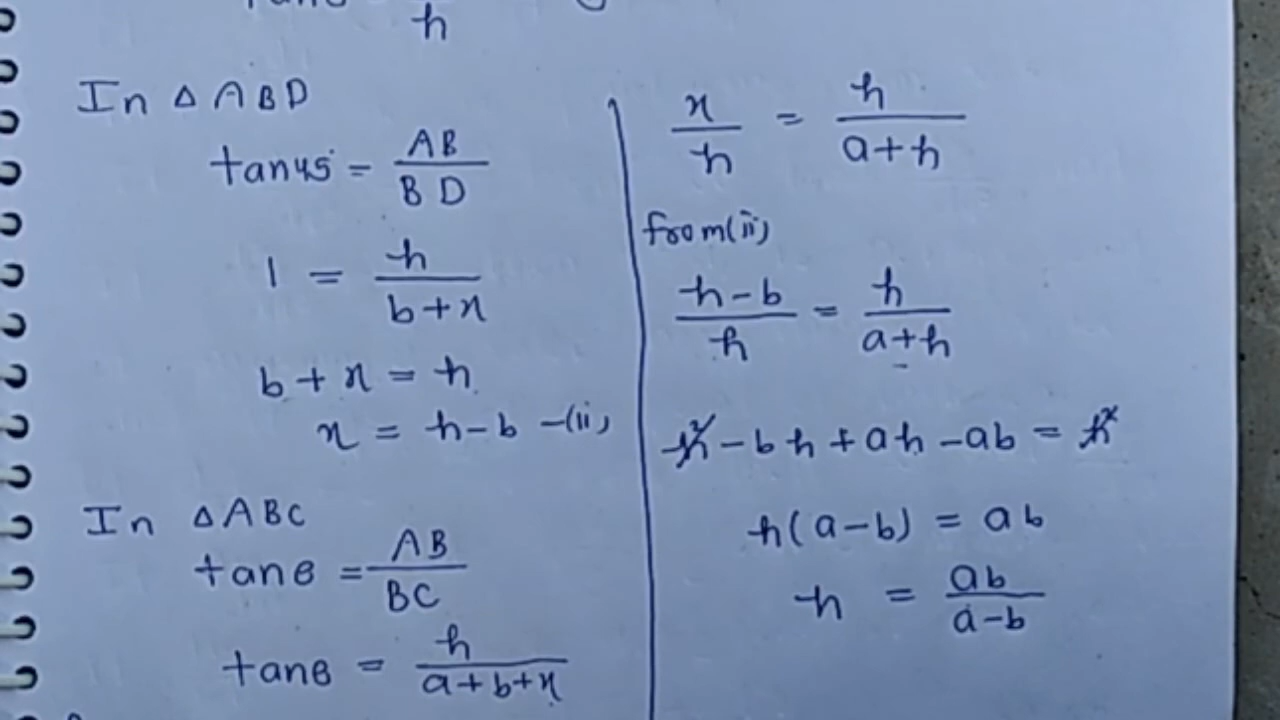 h
In △ABD
tan45 = AB/BD
1 = h/b+x
b+x = h
x = h-b -(ii)
In △ABC
tanθ = AB/BC
tanθ = h/a+b+x
x/h = h/a+h
from(ii)
h-b/h = h/a+h
h²-bh+ah-ab = h²
h(a-b) = ab
h = ab/a-b